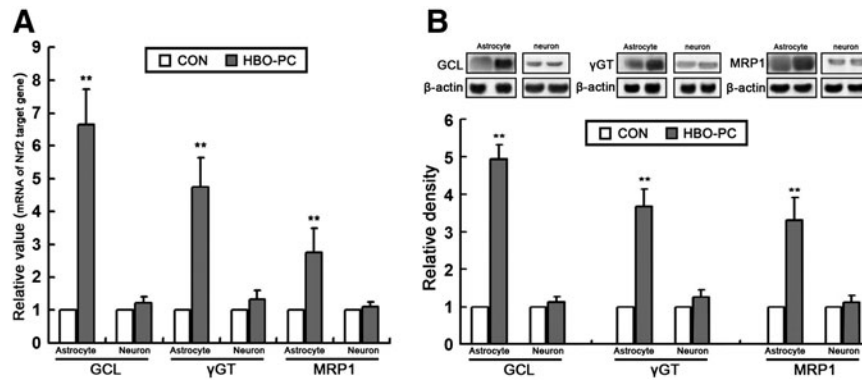 A
Relative value (mRNA of Nrf2 target gene)
9
8
7
6
5
4
3
2
1
0
CON HBO-PC
**
**
**
Astrocyte Neuron Astrocyte Neuron Astrocyte Neuron
GCL γGT MRP1
B
Astrocyte neuron Astrocyte neuron Astrocyte neuron
GCL γGT MRP1
β-actin β-actin β-actin
Relative density
6
5
4
3
2
1
0
CON HBO-PC
**
**
**
Astrocyte Neuron Astrocyte Neuron Astrocyte Neuron
GCL γGT MRP1